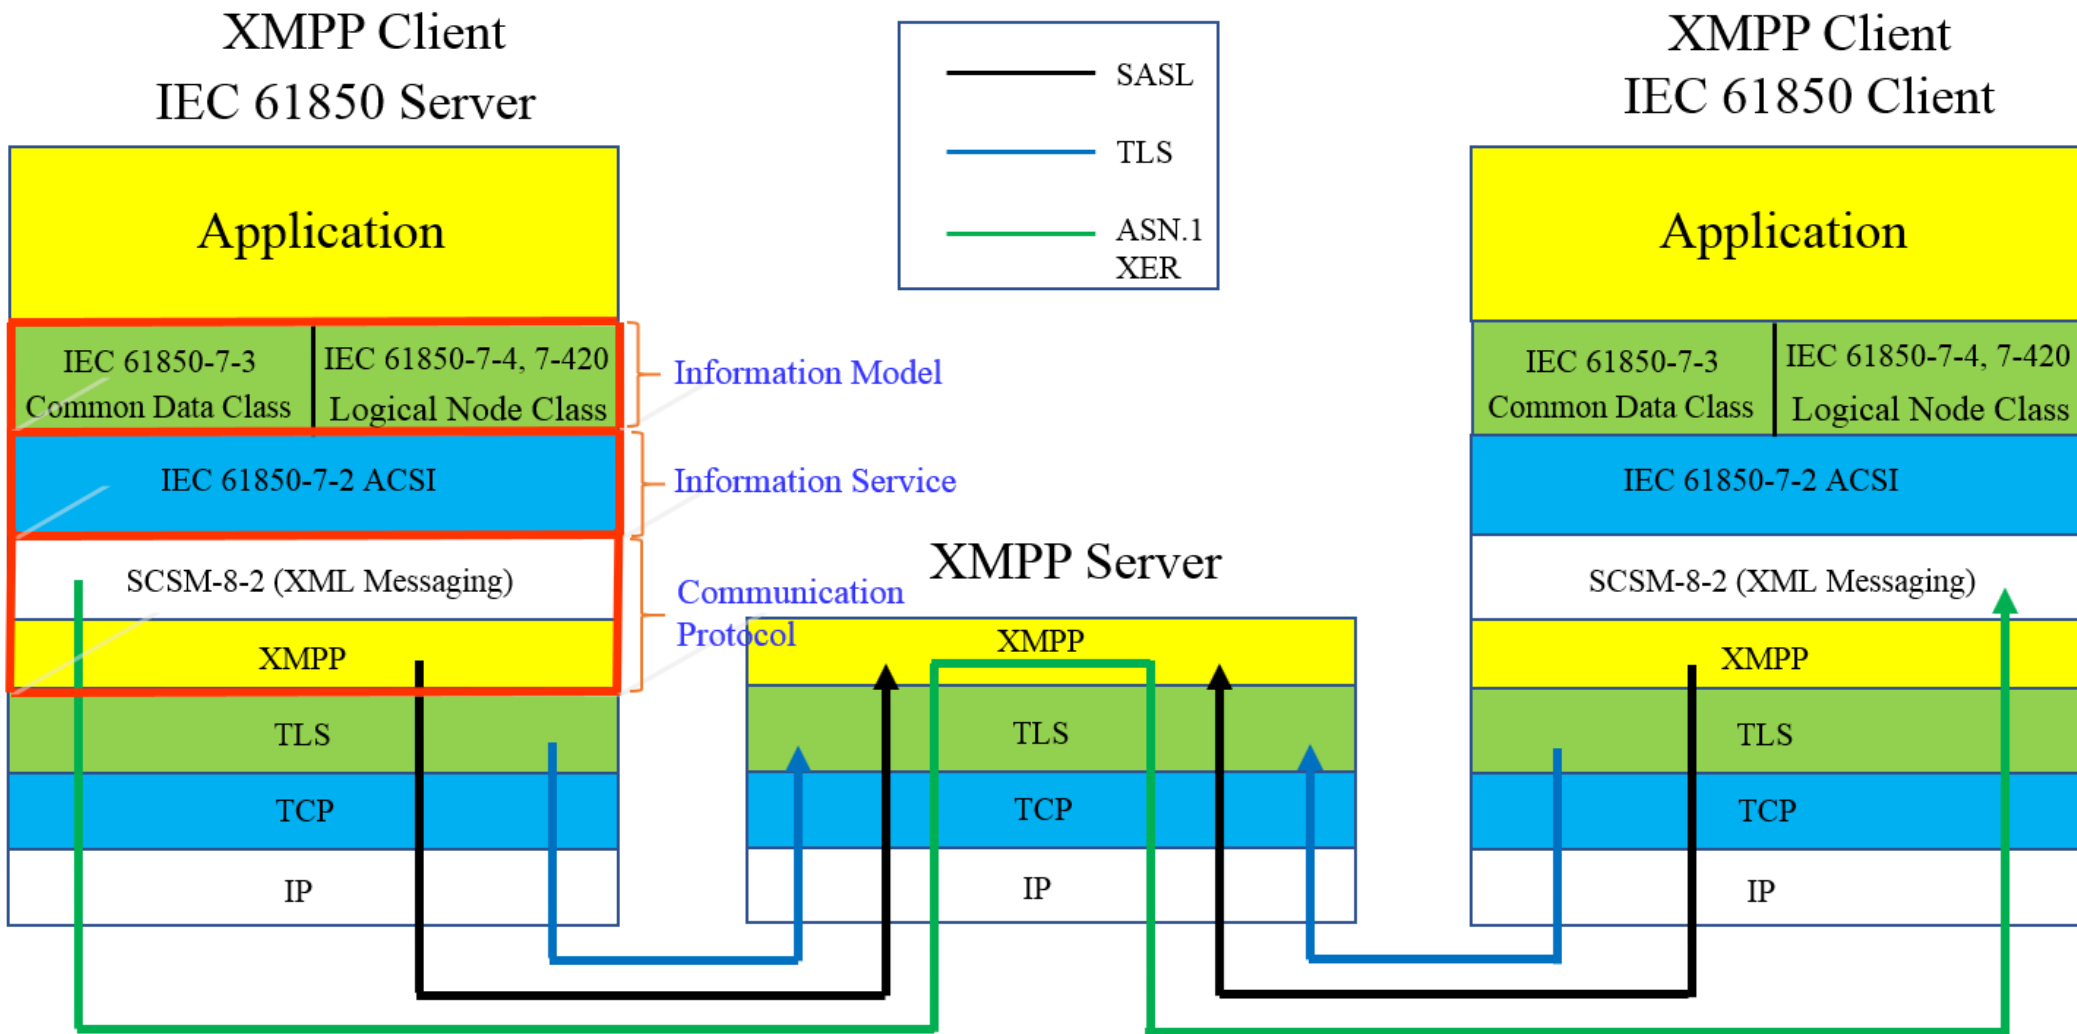 XMPP Client
IEC 61850 Server
Application
IEC 61850-7-3
Common Data Class
IEC 61850-7-4, 7-420
Logical Node Class
IEC 61850-7-2 ACSI
SCSM-8-2 (XML Messaging)
XMPP
TLS
TCP
IP
Information Model
Information Service
Communication
Protocol
SASL
TLS
ASN.1
XER
XMPP Server
XMPP
TLS
TCP
IP
XMPP Client
IEC 61850 Client
Application
IEC 61850-7-3
Common Data Class
IEC 61850-7-4, 7-420
Logical Node Class
IEC 61850-7-2 ACSI
SCSM-8-2 (XML Messaging)
XMPP
TLS
TCP
IP